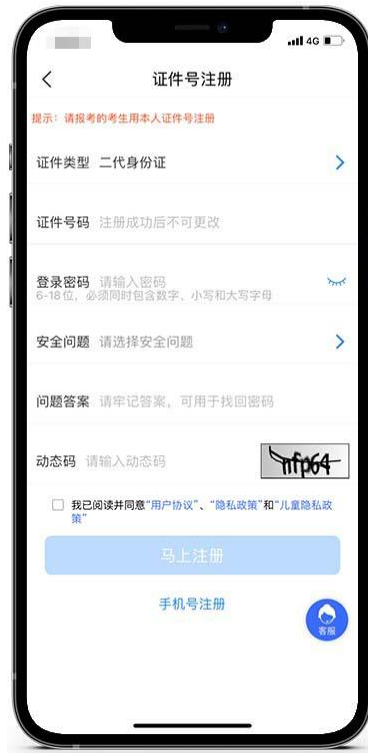 4G
证件号注册
提示：请报考的考生用本人证件号注册
证件类型 二代身份证
证件号码 注册成功后不可更改
登录密码 请输入密码
6-18位，必须同时包含数字、小写和大写字母
安全问题 请选择安全问题
问题答案 请牢记答案，可用于找回密码
动态码 请输入动态码 nfp64
我已阅读并同意“用户协议”、“隐私政策”和“儿童隐私政
策”
马上注册
手机号注册
客服